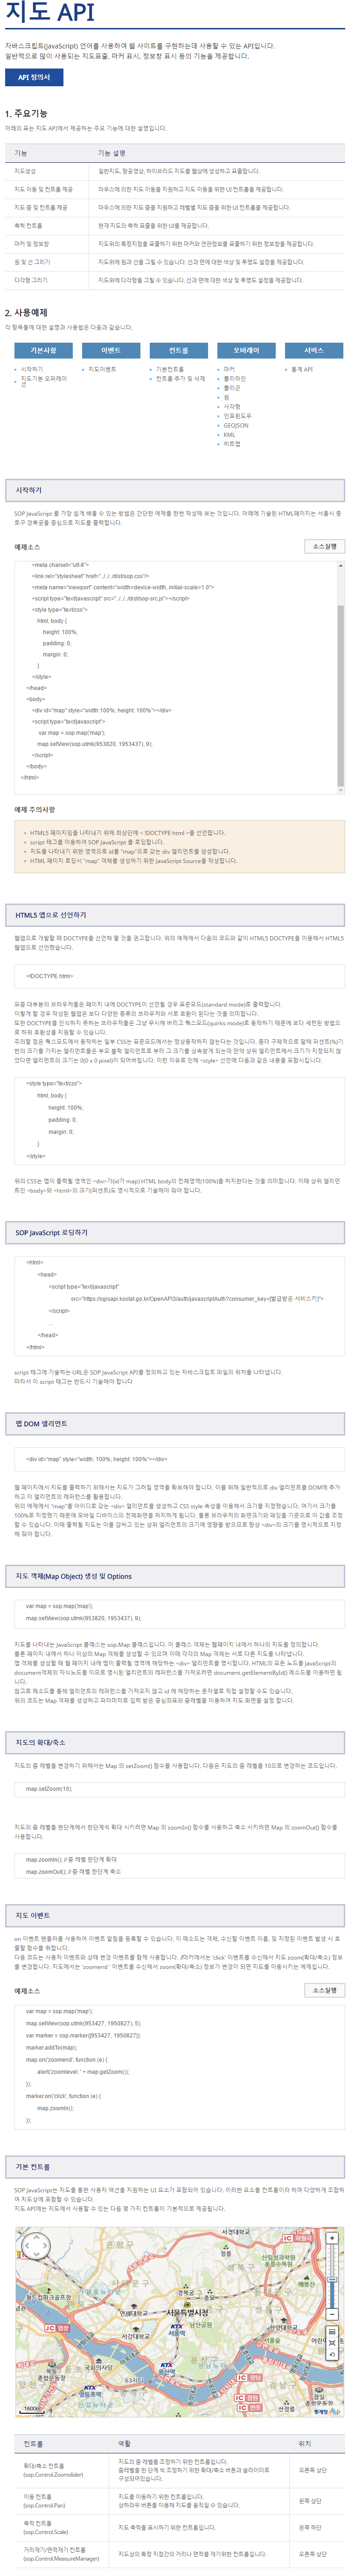 지도 API
자바스크립트(JavaScript) 언어를 사용하여 웹 사이트를 구현하는데 사용할 수 있는 API입니다.
일반적으로 많이 사용되는 지도표출, 마커 표시, 정보창 표시 등의 기능을 제공합니다.
API 정의서
1. 주요기능
아래의 표는 지도 API에서 제공하는 주요 기능에 대한 설명입니다.
기능 기능 설명
지도생성 일반지도, 항공영상, 하이브리드 지도를 웹상에 생성하고 표출합니다.
지도 이동 및 컨트롤 제공 마우스에 의한 지도 이동을 지원하고 지도 이동을 위한 UI 컨트롤를 제공합니다.
지도 줌 및 컨트롤 제공 마우스에 의한 지도 줌을 지원하고 레벨별 지도 줌을 위한 UI 컨트롤를 제공합니다.
축척 컨트롤 현재 지도의 축척 표출을 위한 UI를 제공합니다.
마커 및 정보창 지도위의 특정지점을 표출하기 위한 마커와 연관정보를 표출하기 위한 정보창을 제공합니다.
원 및 선 그리기 지도위에 원과 선을 그릴 수 있습니다. 선과 면에 대한 색상 및 투명도 설정을 제공합니다.
다각형 그리기 지도위에 다각형을 그릴 수 있습니다. 선과 면에 대한 색상 및 투명도 설정을 제공합니다.
2. 사용예제
각 항목들에 대한 설명과 사용법은 다음과 같습니다.
기본사항 이벤트 컨트롤 오버레이 서비스
시작하기
지도기본 오퍼레이션
지도이벤트
기본컨트롤
컨트롤 추가 및 삭제
마커
폴리라인
폴리곤
원
사각형
인포윈도우
GEOJSON
KML
히트맵
통계 API
시작하기
SOP JavaScript 를 가장 쉽게 배울 수 있는 방법은 간단한 예제를 한번 작성해 보는 것입니다. 아래에 기술된 HTML페이지는 서울시 종
로구 경복궁을 중심으로 지도를 출력합니다.
예제소스 소스실행
<meta charset="utf-8">
<link rel="stylesheet" href="../../../dist/sop.css"/>
<meta name="viewport" content="width=device-width, initial-scale=1.0">
<script type="text/javascript" src="../../../dist/sop-src.js"></script>
<style type="text/css">
html, body {
height: 100%;
padding: 0;
margin: 0;
}
</style>
</head>
<body>
<div id="map" style="width:100%; height: 100%"></div>
<script type="text/javascript">
var map = sop.map('map');
map.setView(sop.utmk(953820, 1953437), 9);
</script>
</body>
</html>
예제 주의사항
HTML5 페이지임을 나타내기 위해 최상단에 < !DOCTYPE html >을 선언합니다.
script 태그를 이용하여 SOP JavaScript 를 로딩합니다.
지도를 나타내기 위한 영역으로 id를 "map"으로 갖는 div 엘리먼트를 생성합니다.
HTML 페이지 로딩시 "map" 객체를 생성하기 위한 JavaScript Source를 작성합니다.
HTML5 앱으로 선언하기
웹앱으로 개발할 때 DOCTYPE을 선언해 줄 것을 권고합니다. 위의 예제에서 다음의 코드와 같이 HTML5 DOCTYPE을 이용해서 HTML5
웹앱으로 선언했습니다.
<!DOCTYPE html>
요즘 대부분의 브라우저들은 페이지 내에 DOCTYPE이 선언될 경우 표준모드(standard mode)로 출력합니다.
이렇게 할 경우 작성된 웹앱은 보다 다양한 종류의 브라우저와 서로 호환이 된다는 것을 의미합니다.
또한 DOCTYPE을 인식하지 못하는 브라우저들은 그냥 무시해 버리고 쿽스모드(quirks mode)로 동작하기 때문에 보다 세련된 방법으
로 하위 호환성을 지원할 수 있습니다.
주의할 점은 쿽스모드에서 동작하는 일부 CSS는 표준모드에서는 정상동작하지 않는다는 것입니다. 좀더 구체적으로 말해 퍼센트(%)기
반의 크기를 가지는 엘리먼트들은 부모 블럭 엘리먼트로 부터 그 크기를 상속받게 되는데 만약 상위 엘리먼트에서 크기가 지정되지 않
았다면 엘리먼트의 크기는 0(0 x 0 pixel)이 되어버립니다. 이런 이유로 인해 <style> 선언에 다음과 같은 내용을 포함시킵니다.
<style type="text/css">
html, body {
height: 100%;
padding: 0;
margin: 0;
}
</style>
위의 CSS는 맵이 출력될 영역인 <div>가(id가 map) HTML body의 전체영역(100%)을 차지한다는 것을 의미합니다. 이때 상위 엘리먼
트인 <body>와 <html>의 크기(퍼센트)도 명시적으로 기술해야 줘야 합니다.
SOP JavaScript 로딩하기
<html>
<head>
<script type="text/javascript"
src="https://sgisapi.kostat.go.kr/OpenAPI3/auth/javascriptAuth?consumer_key=[발급받은 서비스키]">
</script>
...
</head>
</html>
script 태그에 기술하는 URL은 SOP JavaScript API를 정의하고 있는 자바스크립트 파일의 위치를 나타냅니다.
따라서 이 script 태그는 반드시 기술해야 합니다
맵 DOM 엘리먼트
<div id="map" style="width: 100%; height: 100%"></div>
웹 페이지에서 지도를 출력하기 위해서는 지도가 그려질 영역을 확보해야 합니다. 이를 위해 일반적으로 div 엘리먼트를 DOM에 추가
하고 이 엘리먼트의 레퍼런스를 활용합니다.
위의 예제에서 "map"을 아이디로 갖는 <div> 엘리먼트를 생성하고 CSS style 속성을 이용해서 크기를 지정했습니다. 여기서 크기를
100%로 지정했기 때문에 모바일 디바이스의 전체화면을 차지하게 됩니다. 물론 브라우저의 화면크기와 패딩을 기준으로 이 값을 조정
할 수 있습니다. 이때 출력될 지도는 이를 감싸고 있는 상위 엘리먼트의 크기에 영향을 받으므로 항상 <div>의 크기를 명시적으로 지정
해 줘야 합니다.
지도 객체(Map Object) 생성 및 Options
var map = sop.map('map');
map.setView(sop.utmk(953820, 1953437), 9);
지도를 나타내는 JavaScript 클래스는 sop.Map 클래스입니다. 이 클래스 객체는 웹페이지 내에서 하나의 지도를 정의합니다.
물론 페이지 내에서 하나 이상의 Map 객체를 생성할 수 있으며 이때 각각의 Map 객체는 서로 다른 지도를 나타냅니다.
맵 객체를 생성할 때 웹 페이지 내에 맵이 출력될 영역에 해당하는 <div> 엘리먼트를 명시합니다. HTML의 모든 노드를 JavaScript의
document객체의 자식노드를 이므로 명시된 엘리먼트의 레퍼런스를 가져오려면 document.getElementById() 메소드를 이용하면 됩
니다.
참고로 메소드를 통해 엘리먼트의 레퍼런스를 가져오지 않고 id 에 해당하는 문자열로 직접 설정할 수도 있습니다.
위의 코드는 Map 객체를 생성하고 파라미터로 입력 받은 중심좌표와 줌레벨을 이용하여 지도 화면을 설정 합니다.
지도의 확대/축소
지도의 줌 레벨을 변경하기 위해서는 Map 의 setZoom() 함수를 사용합니다. 다음은 지도의 줌 레벨을 10으로 변경하는 코드입니다.
map.setZoom(10);
지도의 줌 레벨을 현단계에서 한단계씩 확대 시키려면 Map 의 zoomIn() 함수를 사용하고 축소 시키려면 Map 의 zoomOut() 함수를
사용합니다.
map.zoomIn(); // 줌 레벨 한단계 확대
map.zoomOut(); // 줌 레벨 한단계 축소
지도 이벤트
on 이벤트 핸들러를 사용하여 이벤트 알림을 등록할 수 있습니다. 이 메소드는 객체, 수신할 이벤트 이름, 및 지정된 이벤트 발생 시 호
출할 함수를 취합니다.
다음 코드는 사용자 이벤트와 상태 변경 이벤트를 함께 사용합니다. //마커에서는 'click' 이벤트를 수신해서 지도 zoom(확대/축소) 정보
를 변경합니다. 지도에서는 'zoomend ' 이벤트를 수신해서 zoom(확대/축소) 정보가 변경이 되면 지도를 이동시키는 예제입니다.
예제소스 소스실행
var map = sop.map('map');
map.setView(sop.utmk(953427, 1950827), 5);
var marker = sop.marker([953427, 1950827]);
marker.addTo(map);
map.on('zoomend', function (e) {
alert('zoomlevel: ' + map.getZoom());
});
marker.on('click', function (e) {
map.zoomIn();
});
기본 컨트롤
SOP JavaScript는 지도를 통한 사용자 액션을 지원하는 UI 요소가 포함되어 있습니다. 이러한 요소를 컨트롤이라 하며 다양하게 조합하
여 지도상에 포함할 수 있습니다.
지도 API에는 지도에서 사용할 수 있는 다음 몇 가지 컨트롤이 기본적으로 제공됩니다.
서울특별시청
경복궁
종묘
정릉
연세대학교
서강대학교
남산공원
국회의사당
63시티
서울숲
배봉산
서경대학교
KTX
서울역
KTX
용산역
KTX
영등포역
1600m
컨트롤 역할 위치
확대/축소 컨트롤
(sop.Control.Zoomslider)
지도의 줌 레벨을 조정하기 위한 컨트롤입니다.
줌레벨을 한 단계 씩 조정하기 위한 확대/축소 버튼과 슬라이더로
구성되어있습니다.
오른쪽 상단
이동 컨트롤
(sop.Control.Pan)
지도를 이동하기 위한 컨트롤입니다.
상하좌우 버튼을 이용해 지도를 움직일 수 있습니다.
왼쪽 상단
축척 컨트롤
(sop.Control.Scale)
지도 축척을 표시하기 위한 컨트롤입니다.
왼쪽 하단
거리재기/면적재기 컨트롤
(sop.Control.MeasureManager)
지도상의 특정 지점간의 거리나 면적을 재기위한 컨트롤입니다.
오른쪽 상단